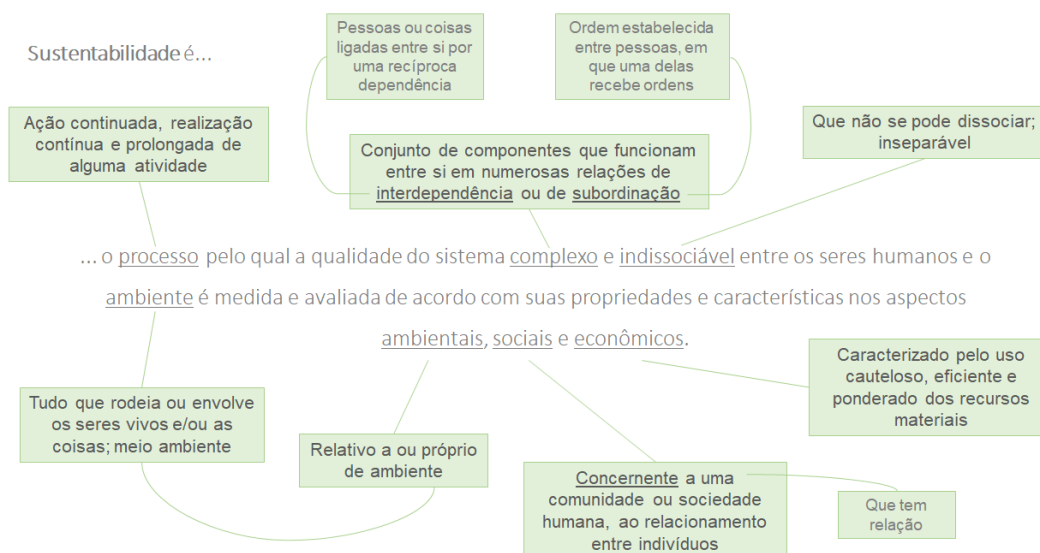 Sustentabilidade é...
Pessoas ou coisas
ligadas entre si por
uma recíproca
dependência
Ordem estabelecida
entre pessoas, em
que uma delas
recebe ordens
Ação continuada, realização
contínua e prolongada de
alguma atividade
Conjunto de componentes que funcionam
entre si em numerosas relações de
interdependência ou de subordinação
Que não se pode dissociar;
inseparável
... o processo pelo qual a qualidade do sistema complexo e indissociável entre os seres humanos e o
ambiente é medida e avaliada de acordo com suas propriedades e características nos aspectos
ambientais, sociais e econômicos.
Tudo que rodeia ou envolve
os seres vivos e/ou as
coisas; meio ambiente
Relativo a ou próprio
de ambiente
Concernente a uma
comunidade ou sociedade
humana, ao relacionamento
entre indivíduos
Caracterizado pelo uso
cauteloso, eficiente e
ponderado dos recursos
materiais
Que tem
relação